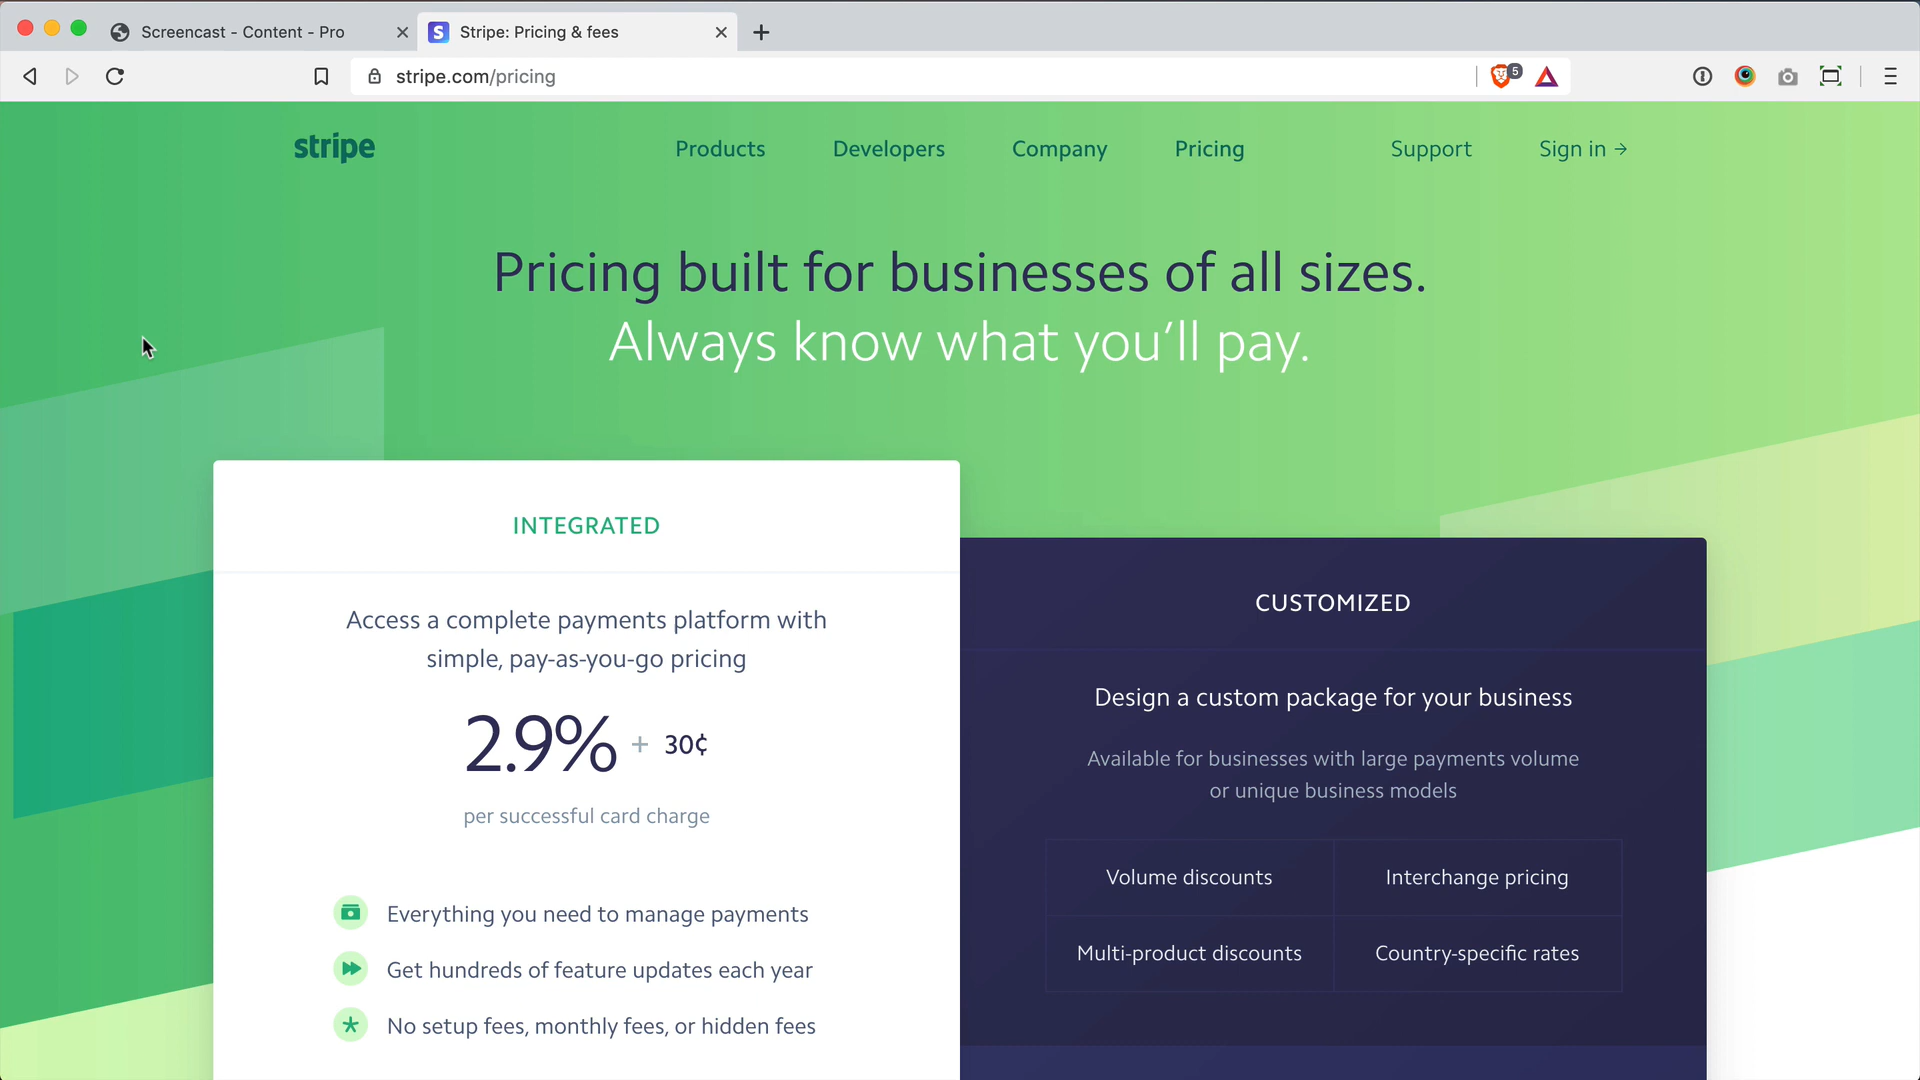 Screencast - Content - Pro
Stripe: Pricing & fees
stripe.com/pricing
5
stripe
Products
Developers
Company
Pricing
Support
Sign in →
Pricing built for businesses of all sizes.
Always know what you’ll pay.
INTEGRATED
Access a complete payments platform with
simple, pay-as-you-go pricing
2.9% + 30¢
per successful card charge
Everything you need to manage payments
Get hundreds of feature updates each year
No setup fees, monthly fees, or hidden fees
CUSTOMIZED
Design a custom package for your business
Available for businesses with large payments volume
or unique business models
Volume discounts
Interchange pricing
Multi-product discounts
Country-specific rates